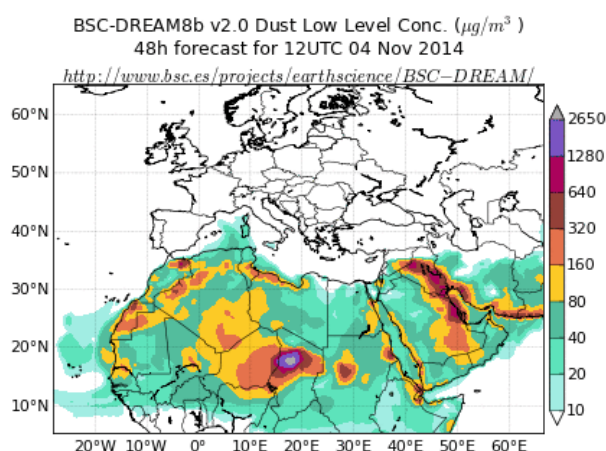 BSC-DREAM8b v2.0 Dust Low Level Conc. (μg/m³ )
48h forecast for 12UTC 04 Nov 2014
http://www.bsc.es/projects/earthscience/BSC−DREAM/
60°N
50°N
40°N
30°N
20°N
10°N
20°W 10°W 0° 10°E 20°E 30°E 40°E 50°E 60°E
2650
1280
640
320
160
80
40
20
10